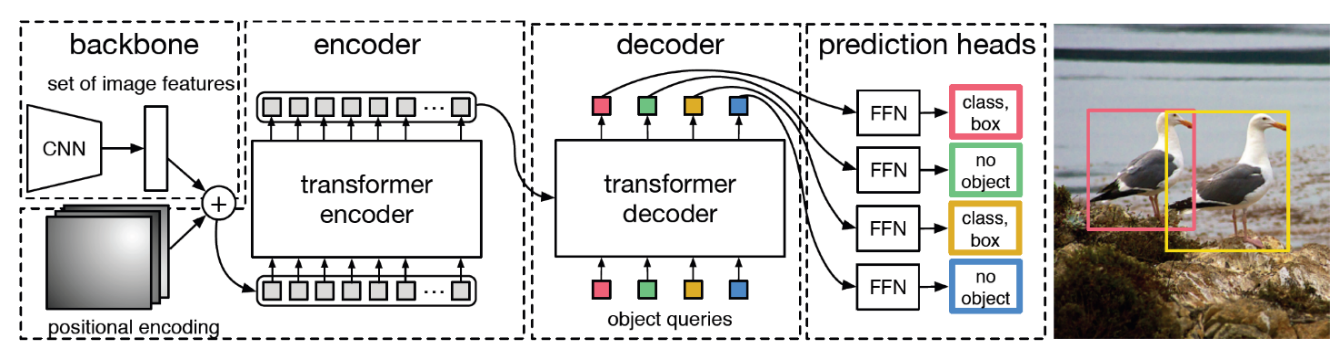 backbone
set of image features
CNN
+
positional encoding
encoder
...
transformer
encoder
...
decoder
transformer
decoder
object queries
prediction heads
FFN
class,
box
FFN
no
object
FFN
class,
box
FFN
no
object